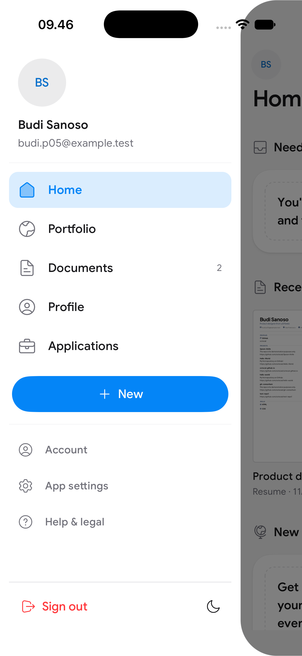 09.46
BS
Budi Sanoso
budi.p05@example.test
Home
Portfolio
Documents 2
Profile
Applications
+ New
Account
App settings
Help & legal
Sign out
BS
Hom
Need
You'
and
Rece
Budi Sanoso
Product d
Resume · 11
New
Get
your
ever